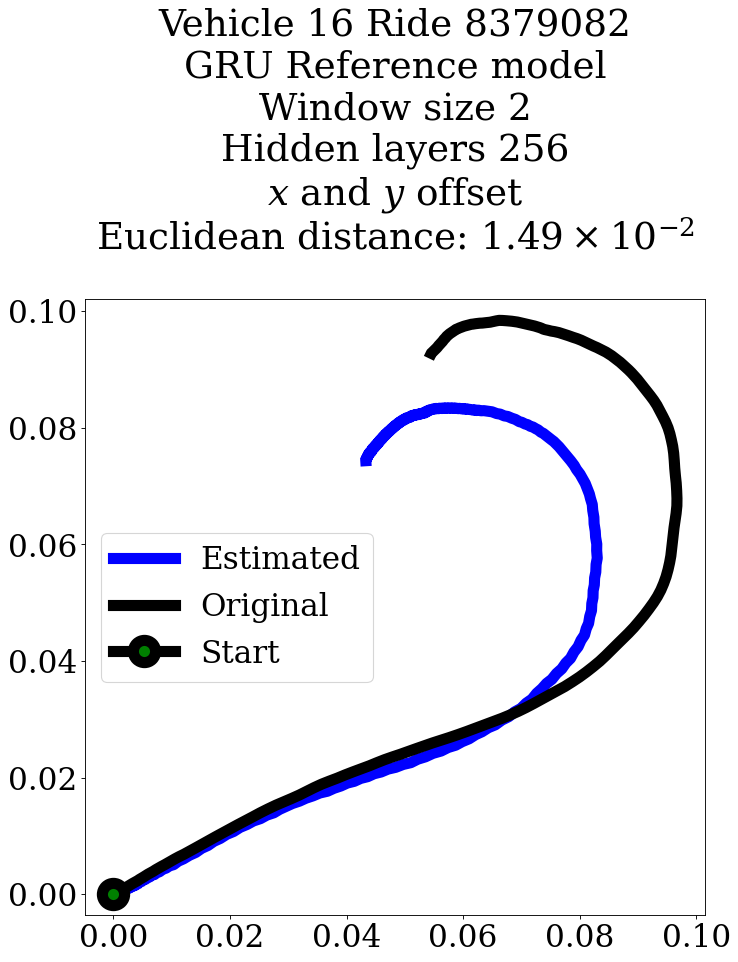 Vehicle 16 Ride 8379082
GRU Reference model
Window size 2
Hidden layers 256
x and y offset
Euclidean distance: 1.49 × 10⁻²
0.10
0.08
0.06
0.04
0.02
0.00
Estimated
Original
Start
0.00 0.02 0.04 0.06 0.08 0.10